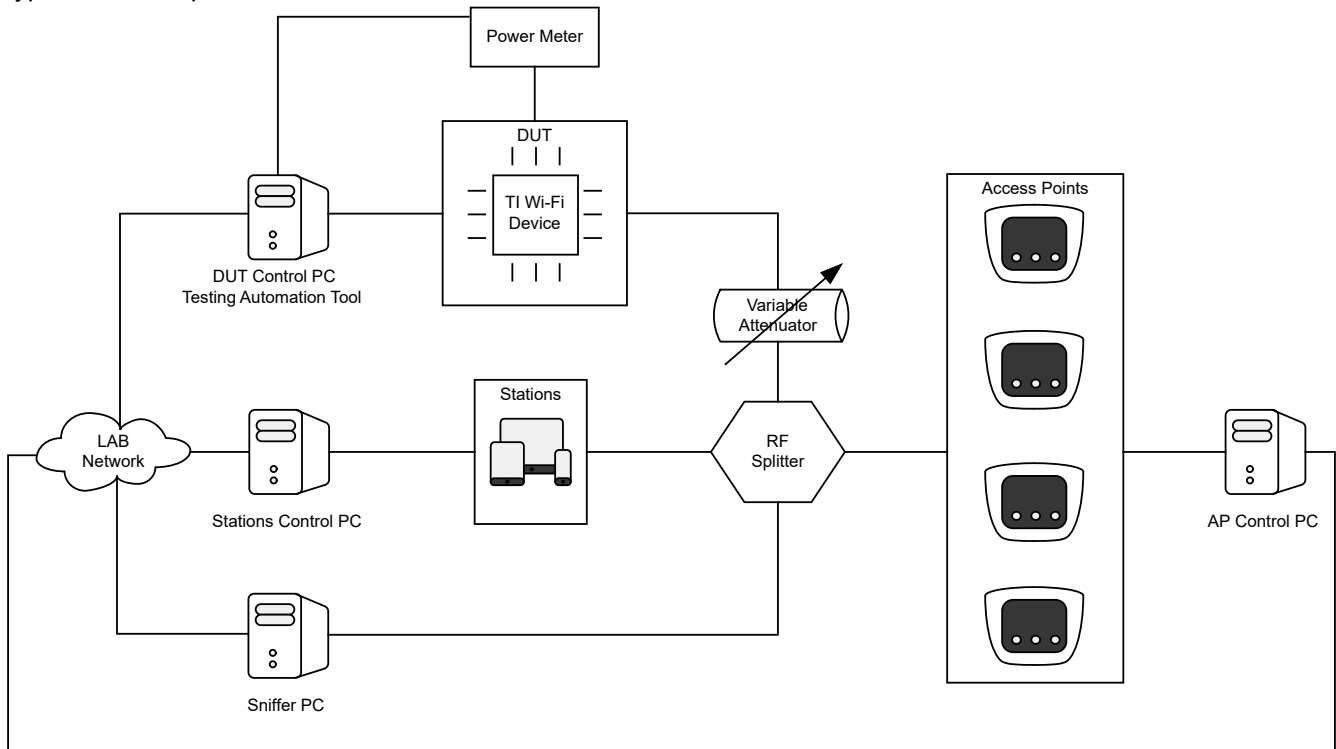 Power Meter
DUT
TI Wi-Fi
Device
Access Points
DUT Control PC
Testing Automation Tool
Variable
Attenuator
Stations
LAB
Network
RF
Splitter
Stations Control PC
AP Control PC
Sniffer PC